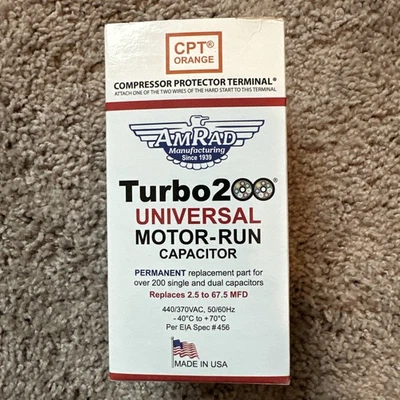 CPT®
ORANGE
COMPRESSOR PROTECTOR TERMINAL®
ATTACH ONE OF THE TWO WIRES OF THE HARD START TO THIS TERMINAL
AMRAD
Manufacturing
Since 1939
Turbo200®
UNIVERSAL
MOTOR-RUN
CAPACITOR
PERMANENT replacement part for
over 200 single and dual capacitors
Replaces 2.5 to 67.5 MFD
440/370VAC, 50/60Hz
- 40°C to +70°C
Per EIA Spec #456
MADE IN USA